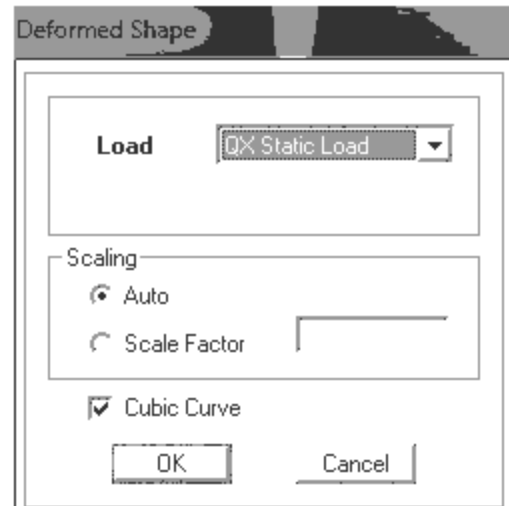 Deformed Shape
Load QX Static Load
Scaling
Auto
Scale Factor
Cubic Curve
OK Cancel